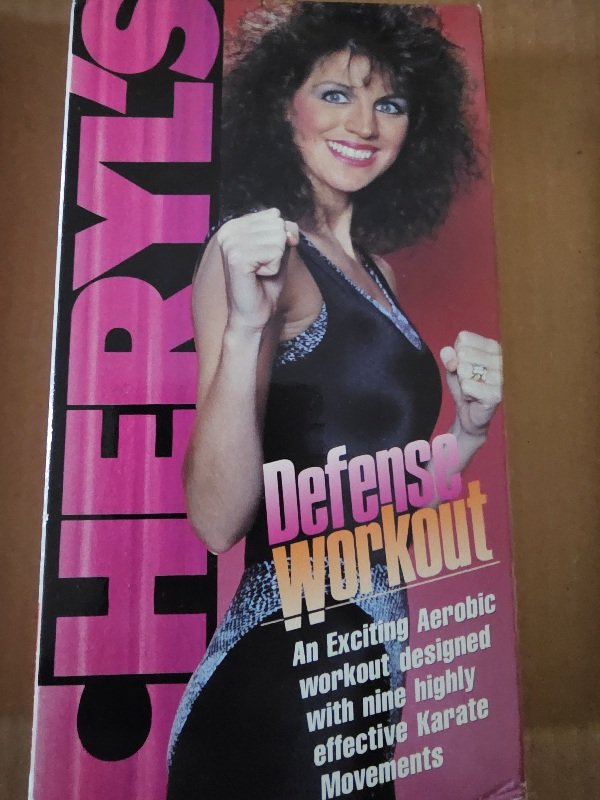 CHERYL'S
Defense
Workout
An Exciting Aerobic
workout designed
with nine highly
effective Karate
Movements